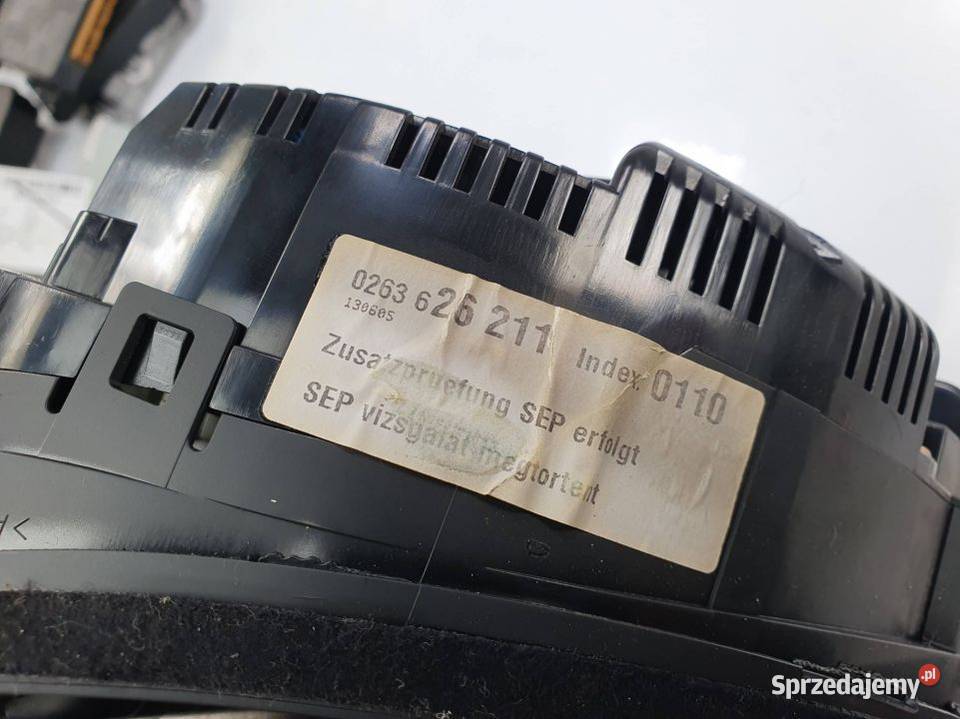 0263 626 211 Index 0110
130605
Zusatzpruefung SEP erfolgt
SEP vizsgalat megtortent
Sprzedajemy.pl